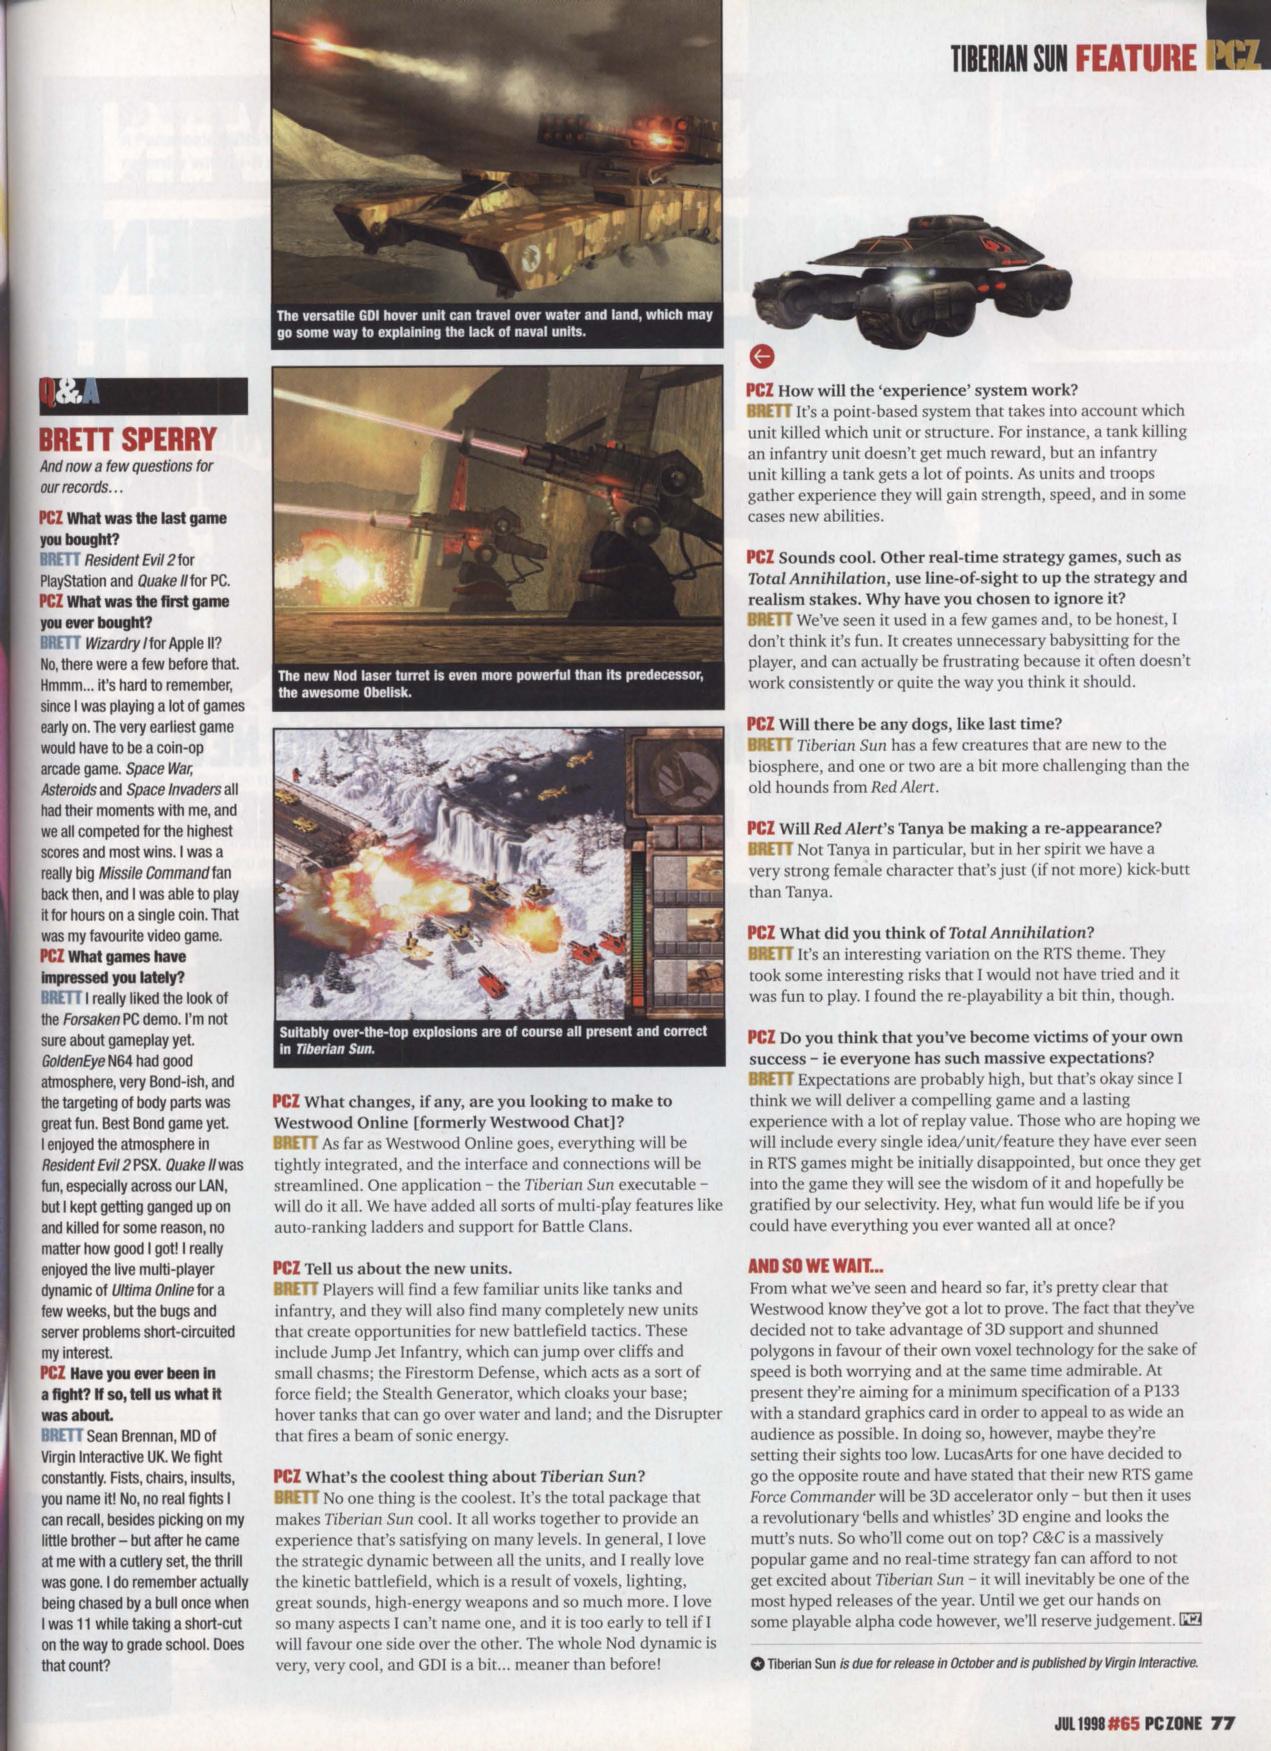 TIBERIAN SUN FEATURE PCZ
The versatile GDI hover unit can travel over water and land, which may
go some way to explaining the lack of naval units.
The new Nod laser turret is even more powerful than its predecessor,
the awesome Obelisk.
Suitably over-the-top explosions are of course all present and correct
in Tiberian Sun.
Q&A
BRETT SPERRY
And now a few questions for
our records...
PCZ What was the last game
you bought?
BRETT Resident Evil 2 for
PlayStation and Quake II for PC.
PCZ What was the first game
you ever bought?
BRETT Wizardry I for Apple II?
No, there were a few before that.
Hmmm... it's hard to remember,
since I was playing a lot of games
early on. The very earliest game
would have to be a coin-op
arcade game. Space War,
Asteroids and Space Invaders all
had their moments with me, and
we all competed for the highest
scores and most wins. I was a
really big Missile Command fan
back then, and I was able to play
it for hours on a single coin. That
was my favourite video game.
PCZ What games have
impressed you lately?
BRETT I really liked the look of
the Forsaken PC demo. I'm not
sure about gameplay yet.
GoldenEye N64 had good
atmosphere, very Bond-ish, and
the targeting of body parts was
great fun. Best Bond game yet.
I enjoyed the atmosphere in
Resident Evil 2 PSX. Quake II was
fun, especially across our LAN,
but I kept getting ganged up on
and killed for some reason, no
matter how good I got! I really
enjoyed the live multi-player
dynamic of Ultima Online for a
few weeks, but the bugs and
server problems short-circuited
my interest.
PCZ Have you ever been in
a fight? If so, tell us what it
was about.
BRETT Sean Brennan, MD of
Virgin Interactive UK. We fight
constantly. Fists, chairs, insults,
you name it! No, no real fights I
can recall, besides picking on my
little brother – but after he came
at me with a cutlery set, the thrill
was gone. I do remember actually
being chased by a bull once when
I was 11 while taking a short-cut
on the way to grade school. Does
that count?
PCZ What changes, if any, are you looking to make to
Westwood Online [formerly Westwood Chat]?
BRETT As far as Westwood Online goes, everything will be
tightly integrated, and the interface and connections will be
streamlined. One application – the Tiberian Sun executable –
will do it all. We have added all sorts of multi-play features like
auto-ranking ladders and support for Battle Clans.
PCZ Tell us about the new units.
BRETT Players will find a few familiar units like tanks and
infantry, and they will also find many completely new units
that create opportunities for new battlefield tactics. These
include Jump Jet Infantry, which can jump over cliffs and
small chasms; the Firestorm Defense, which acts as a sort of
force field; the Stealth Generator, which cloaks your base;
hover tanks that can go over water and land; and the Disrupter
that fires a beam of sonic energy.
PCZ What's the coolest thing about Tiberian Sun?
BRETT No one thing is the coolest. It's the total package that
makes Tiberian Sun cool. It all works together to provide an
experience that's satisfying on many levels. In general, I love
the strategic dynamic between all the units, and I really love
the kinetic battlefield, which is a result of voxels, lighting,
great sounds, high-energy weapons and so much more. I love
so many aspects I can't name one, and it is too early to tell if I
will favour one side over the other. The whole Nod dynamic is
very, very cool, and GDI is a bit... meaner than before!
PCZ How will the 'experience' system work?
BRETT It's a point-based system that takes into account which
unit killed which unit or structure. For instance, a tank killing
an infantry unit doesn't get much reward, but an infantry
unit killing a tank gets a lot of points. As units and troops
gather experience they will gain strength, speed, and in some
cases new abilities.
PCZ Sounds cool. Other real-time strategy games, such as
Total Annihilation, use line-of-sight to up the strategy and
realism stakes. Why have you chosen to ignore it?
BRETT We've seen it used in a few games and, to be honest, I
don't think it's fun. It creates unnecessary babysitting for the
player, and can actually be frustrating because it often doesn't
work consistently or quite the way you think it should.
PCZ Will there be any dogs, like last time?
BRETT Tiberian Sun has a few creatures that are new to the
biosphere, and one or two are a bit more challenging than the
old hounds from Red Alert.
PCZ Will Red Alert's Tanya be making a re-appearance?
BRETT Not Tanya in particular, but in her spirit we have a
very strong female character that's just (if not more) kick-butt
than Tanya.
PCZ What did you think of Total Annihilation?
BRETT It's an interesting variation on the RTS theme. They
took some interesting risks that I would not have tried and it
was fun to play. I found the re-playability a bit thin, though.
PCZ Do you think that you've become victims of your own
success – ie everyone has such massive expectations?
BRETT Expectations are probably high, but that's okay since I
think we will deliver a compelling game and a lasting
experience with a lot of replay value. Those who are hoping we
will include every single idea/unit/feature they have ever seen
in RTS games might be initially disappointed, but once they get
into the game they will see the wisdom of it and hopefully be
gratified by our selectivity. Hey, what fun would life be if you
could have everything you ever wanted all at once?
AND SO WE WAIT...
From what we've seen and heard so far, it's pretty clear that
Westwood know they've got a lot to prove. The fact that they've
decided not to take advantage of 3D support and shunned
polygons in favour of their own voxel technology for the sake of
speed is both worrying and at the same time admirable. At
present they're aiming for a minimum specification of a P133
with a standard graphics card in order to appeal to as wide an
audience as possible. In doing so, however, maybe they're
setting their sights too low. LucasArts for one have decided to
go the opposite route and have stated that their new RTS game
Force Commander will be 3D accelerator only – but then it uses
a revolutionary 'bells and whistles' 3D engine and looks the
mutt's nuts. So who'll come out on top? C&C is a massively
popular game and no real-time strategy fan can afford to not
get excited about Tiberian Sun – it will inevitably be one of the
most hyped releases of the year. Until we get our hands on
some playable alpha code however, we'll reserve judgement. PCZ
Tiberian Sun is due for release in October and is published by Virgin Interactive.
JUL 1998 #65 PC ZONE 77